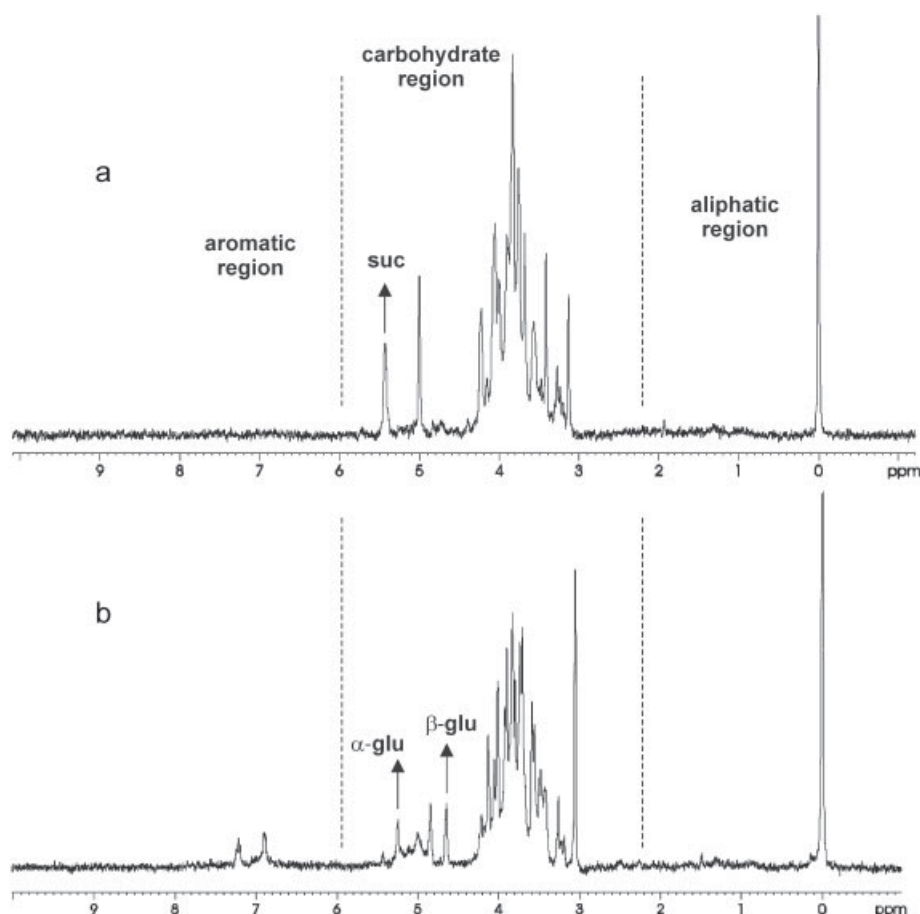 carbohydrate
region
a
aromatic
region
suc
aliphatic
region
9 8 7 6 5 4 3 2 1 0 ppm
b
α-glu
β-glu
9 8 7 6 5 4 3 2 1 0 ppm